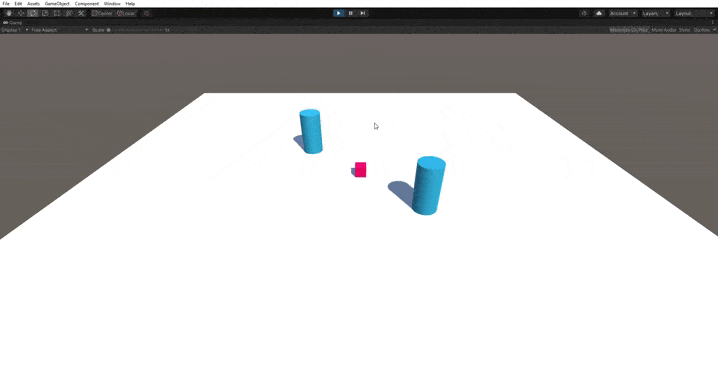 File Edit Assets GameObject Component Window Help
Center Local Account Layers Layout
Game
Display 1 Free Aspect Scale 1x Maximize On Play Mute Audio Stats Gizmos